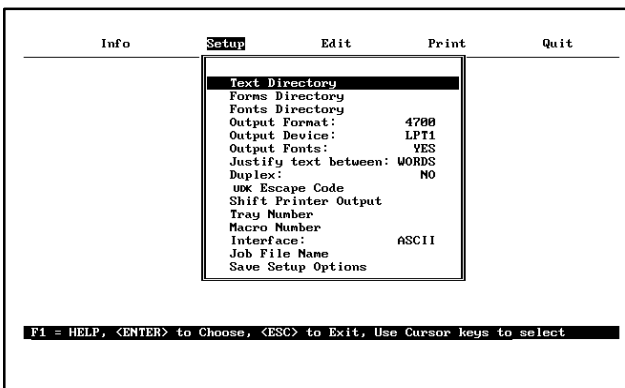 Info Setup Edit Print Quit
Text Directory
Forms Directory
Fonts Directory
Output Format: 4700
Output Device: LPT1
Output Fonts: YES
Justify text between: WORDS
Duplex: NO
UDK Escape Code
Shift Printer Output
Tray Number
Macro Number
Interface: ASCII
Job File Name
Save Setup Options
F1 = HELP, <ENTER> to Choose, <ESC> to Exit, Use Cursor keys to select